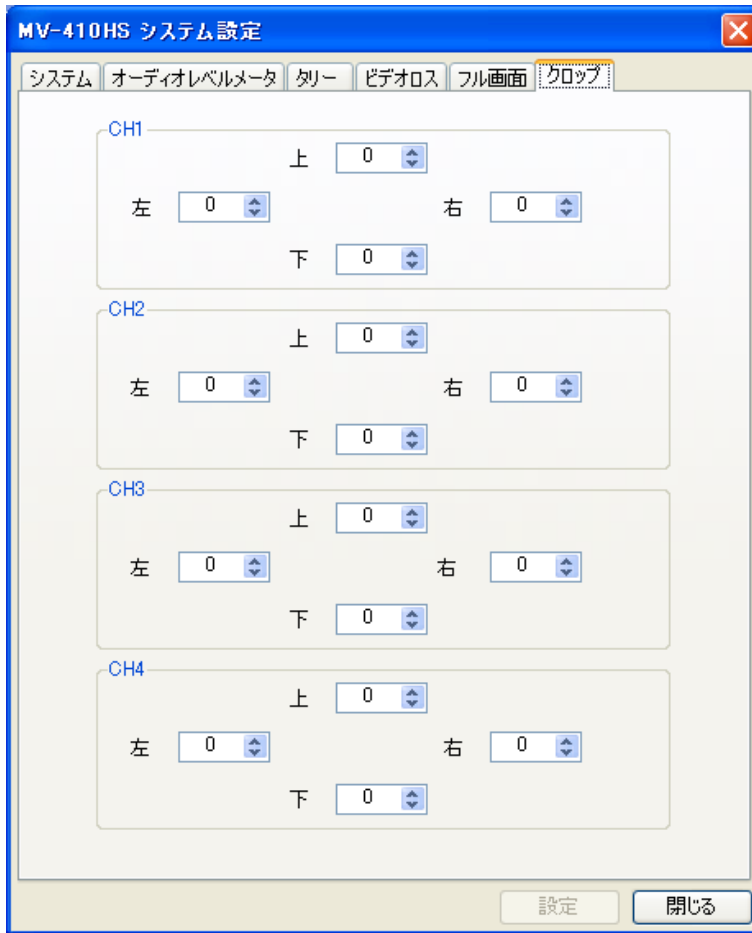 MV-410HS システム設定
システム オーディオレベルメータ タリー ビデオロス フル画面 クロップ
CH1
上 0
左 0 右 0
下 0
CH2
上 0
左 0 右 0
下 0
CH3
上 0
左 0 右 0
下 0
CH4
上 0
左 0 右 0
下 0
設定 閉じる